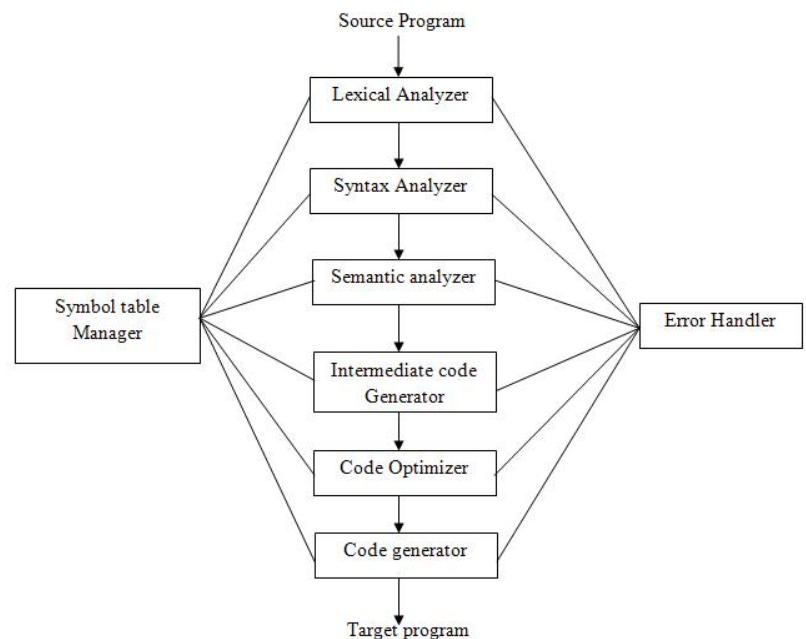 Source Program
Lexical Analyzer
Syntax Analyzer
Semantic analyzer
Symbol table
Manager
Error Handler
Intermediate code
Generator
Code Optimizer
Code generator
Target program